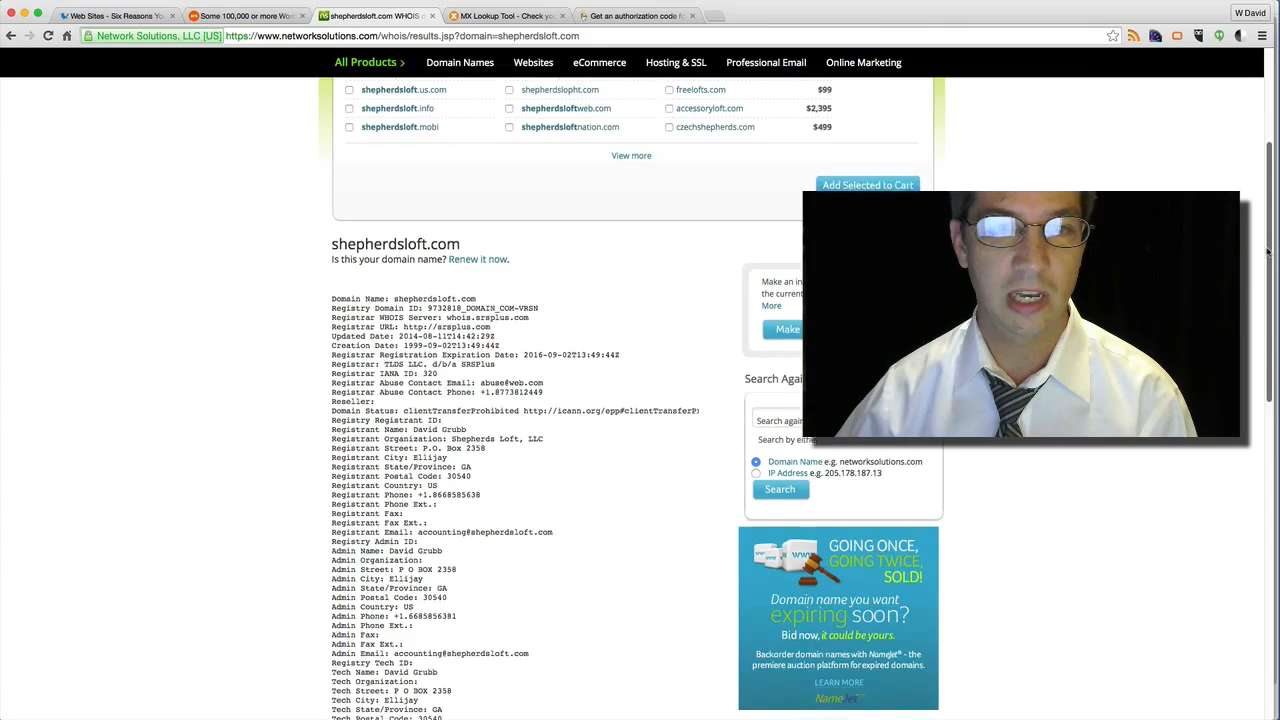 Web Sites - Six Reasons Y
Some 100,000 or more Wor
shepherdsloft.com WHOIS
MX Lookup Tool - Check yo
Get an authorization code fo
W David
Network Solutions, LLC [US]
https://www.networksolutions.com/whois/results.jsp?domain=shepherdsloft.com
All Products
Domain Names
Websites
eCommerce
Hosting & SSL
Professional Email
Online Marketing
shepherdsloft.us.com shepherdslopht.com freelofts.com $99
shepherdsloft.info shepherdsloftweb.com accessoryloft.com $2,395
shepherdsloft.mobi shepherdsloftnation.com czechshepherds.com $499
View more
Add Selected to Cart
shepherdsloft.com
Is this your domain name? Renew it now.
Domain Name: shepherdsloft.com
Registry Domain ID: 9732818_DOMAIN_COM-VRSN
Registrar WHOIS Server: whois.srsplus.com
Registrar URL: http://srsplus.com
Updated Date: 2014-08-11T14:42:29Z
Creation Date: 1999-09-02T13:49:44Z
Registrar Registration Expiration Date: 2016-09-02T13:49:44Z
Registrar: TLDS LLC. d/b/a SRSPlus
Registrar IANA ID: 320
Registrar Abuse Contact Email: abuse@web.com
Registrar Abuse Contact Phone: +1.8773812449
Reseller:
Domain Status: clientTransferProhibited http://icann.org/epp#clientTransferP
Registry Registrant ID:
Registrant Name: David Grubb
Registrant Organization: Shepherds Loft, LLC
Registrant Street: P.O. Box 2358
Registrant City: Ellijay
Registrant State/Province: GA
Registrant Postal Code: 30540
Registrant Country: US
Registrant Phone: +1.8668585638
Registrant Phone Ext.:
Registrant Fax:
Registrant Fax Ext.:
Registrant Email: accounting@shepherdsloft.com
Registry Admin ID:
Admin Name: David Grubb
Admin Organization:
Admin Street: P O BOX 2358
Admin City: Ellijay
Admin State/Province: GA
Admin Postal Code: 30540
Admin Country: US
Admin Phone: +1.6685856381
Admin Phone Ext.:
Admin Fax:
Admin Fax Ext.:
Admin Email: accounting@shepherdsloft.com
Registry Tech ID:
Tech Name: David Grubb
Tech Organization:
Tech Street: P O BOX 2358
Tech City: Ellijay
Tech State/Province: GA
Tech Postal Code: 30540
Make an in
the current
More
Make
Search Agai
Search again
Search by eithe
Domain Name e.g. networksolutions.com
IP Address e.g. 205.178.187.13
Search
www
GOING ONCE,
GOING TWICE,
SOLD!
Domain name you want
expiring soon?
Bid now, it could be yours.
Backorder domain names with NameJet® - the
premiere auction platform for expired domains.
LEARN MORE
NameJet